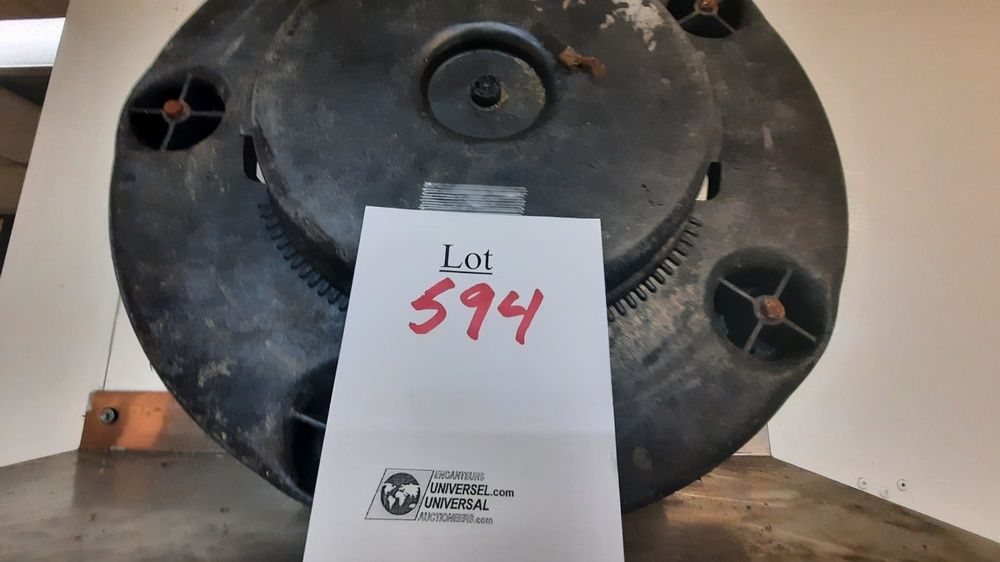 Lot
594
ENCANTEURS
UNIVERSEL.com
UNIVERSAL
AUCTIONEERS.com